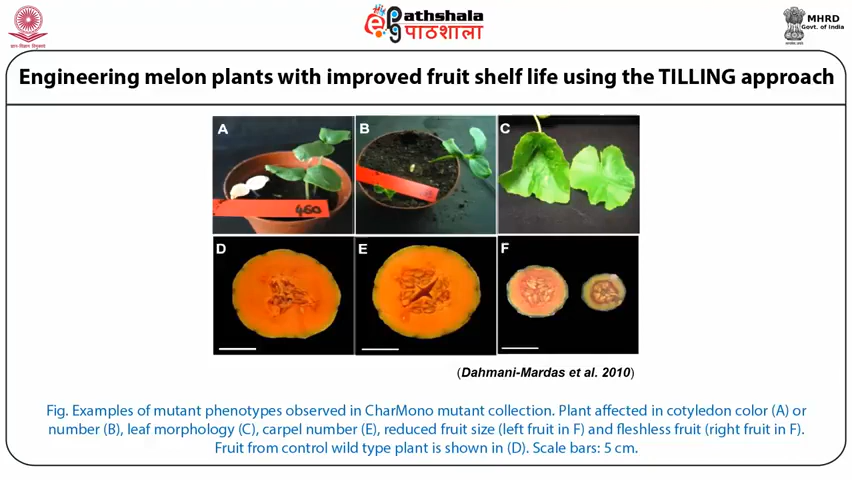 Pathshala
पाठशाला
MHRD
Govt. of India
Engineering melon plants with improved fruit shelf life using the TILLING approach
A
B
C
460
D
E
F
(Dahmani-Mardas et al. 2010)
Fig. Examples of mutant phenotypes observed in CharMono mutant collection. Plant affected in cotyledon color (A) or
number (B), leaf morphology (C), carpel number (E), reduced fruit size (left fruit in F) and fleshless fruit (right fruit in F).
Fruit from control wild type plant is shown in (D). Scale bars: 5 cm.